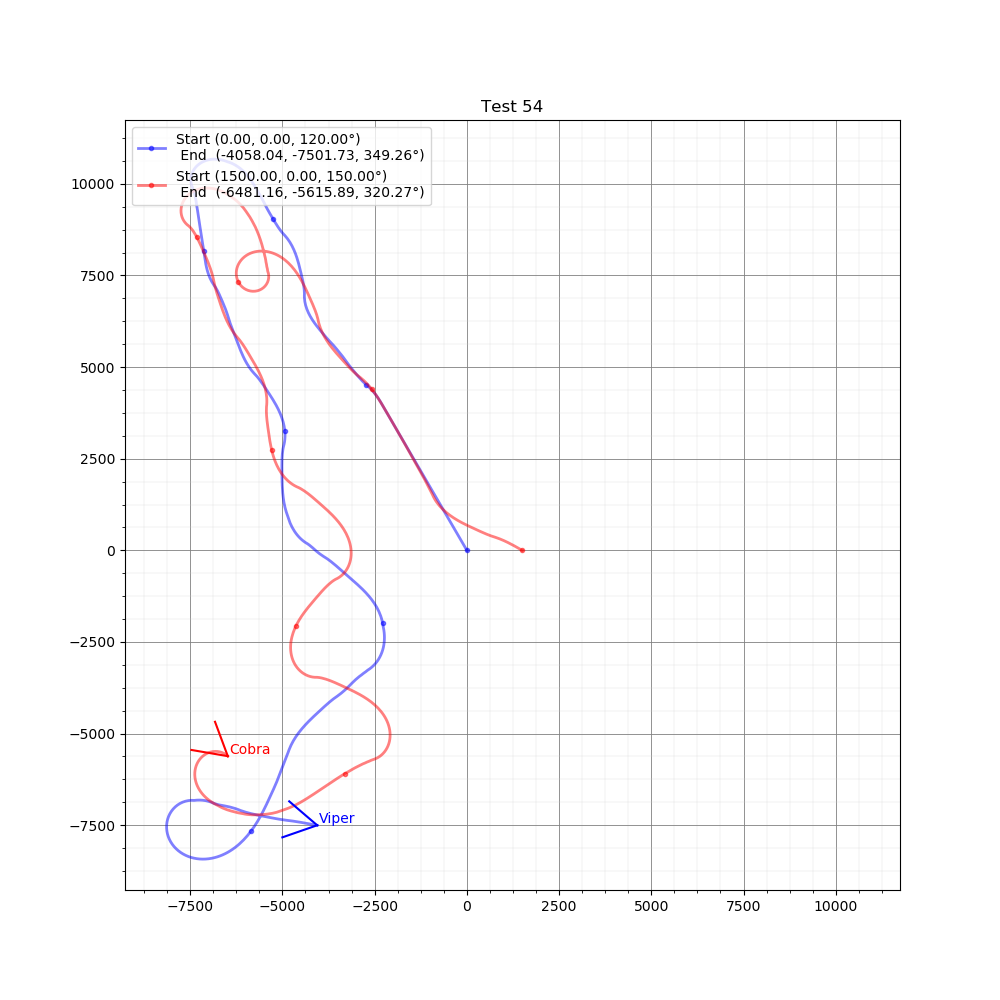 Test 54
Start (0.00, 0.00, 120.00°)
End (-4058.04, -7501.73, 349.26°)
Start (1500.00, 0.00, 150.00°)
End (-6481.16, -5615.89, 320.27°)
10000
7500
5000
2500
0
−2500
−5000
−7500
Cobra
Viper
−7500 −5000 −2500 0 2500 5000 7500 10000